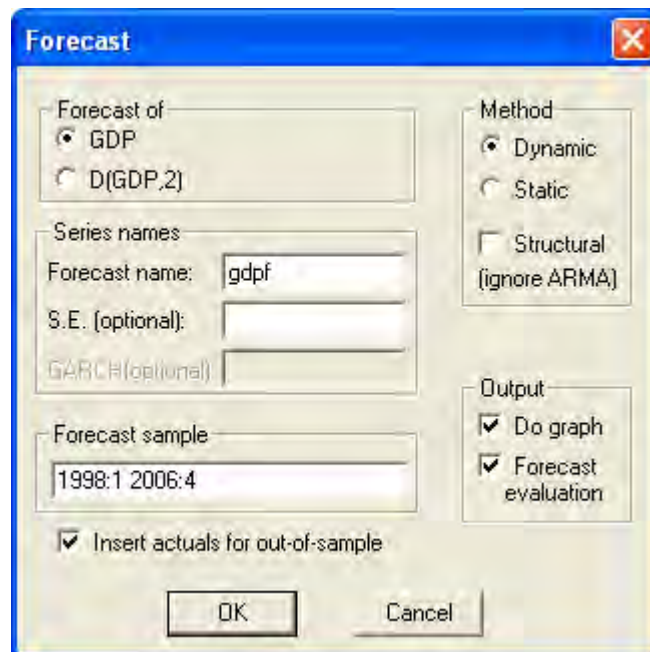 Forecast
Forecast of
GDP
D(GDP,2)
Series names
Forecast name: gdpf
S.E. (optional):
GARCH(optional)
Forecast sample
1998:1 2006:4
Insert actuals for out-of-sample
Method
Dynamic
Static
Structural
(ignore ARMA)
Output
Do graph
Forecast
evaluation
OK
Cancel